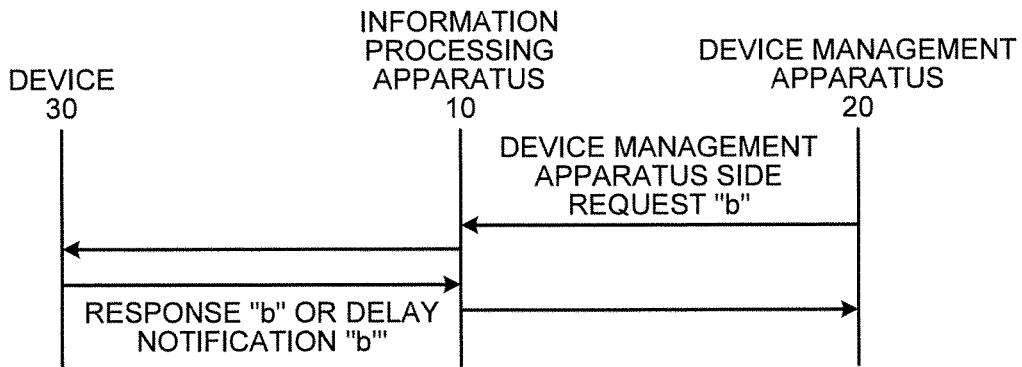 DEVICE
30
INFORMATION
PROCESSING
APPARATUS
10
DEVICE MANAGEMENT
APPARATUS
20
DEVICE MANAGEMENT
APPARATUS SIDE
REQUEST "b"
RESPONSE "b" OR DELAY
NOTIFICATION "b'"